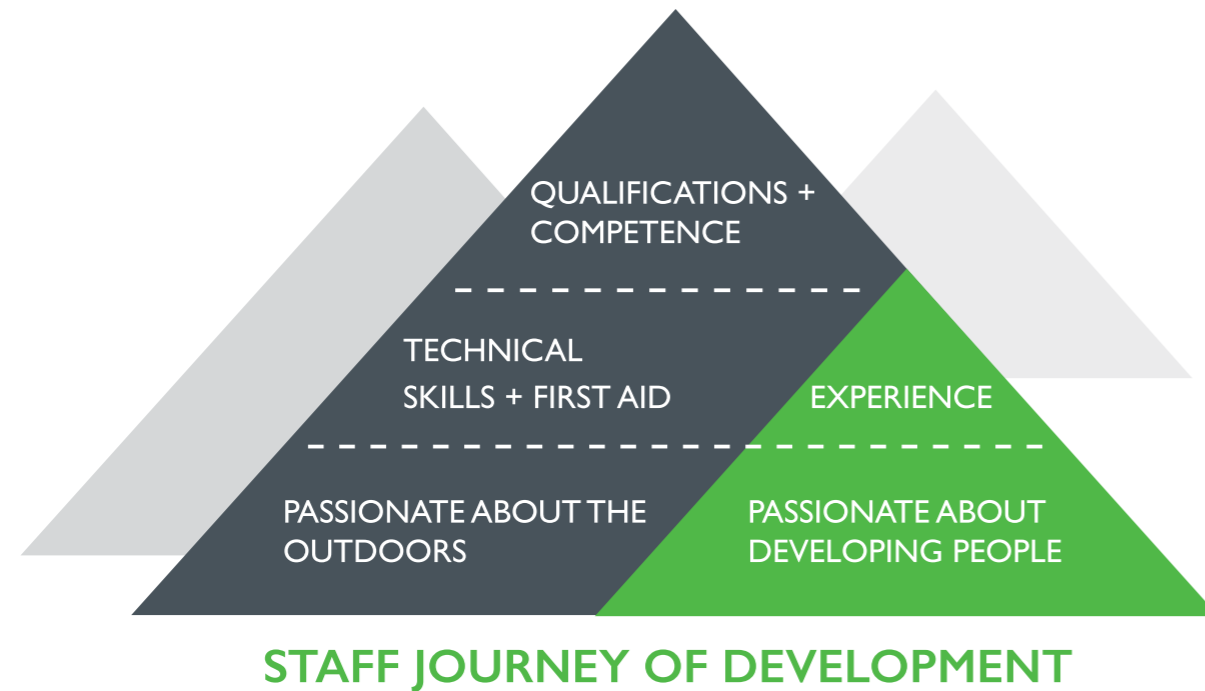 QUALIFICATIONS +
COMPETENCE
TECHNICAL
SKILLS + FIRST AID
EXPERIENCE
PASSIONATE ABOUT THE
OUTDOORS
PASSIONATE ABOUT
DEVELOPING PEOPLE
STAFF JOURNEY OF DEVELOPMENT